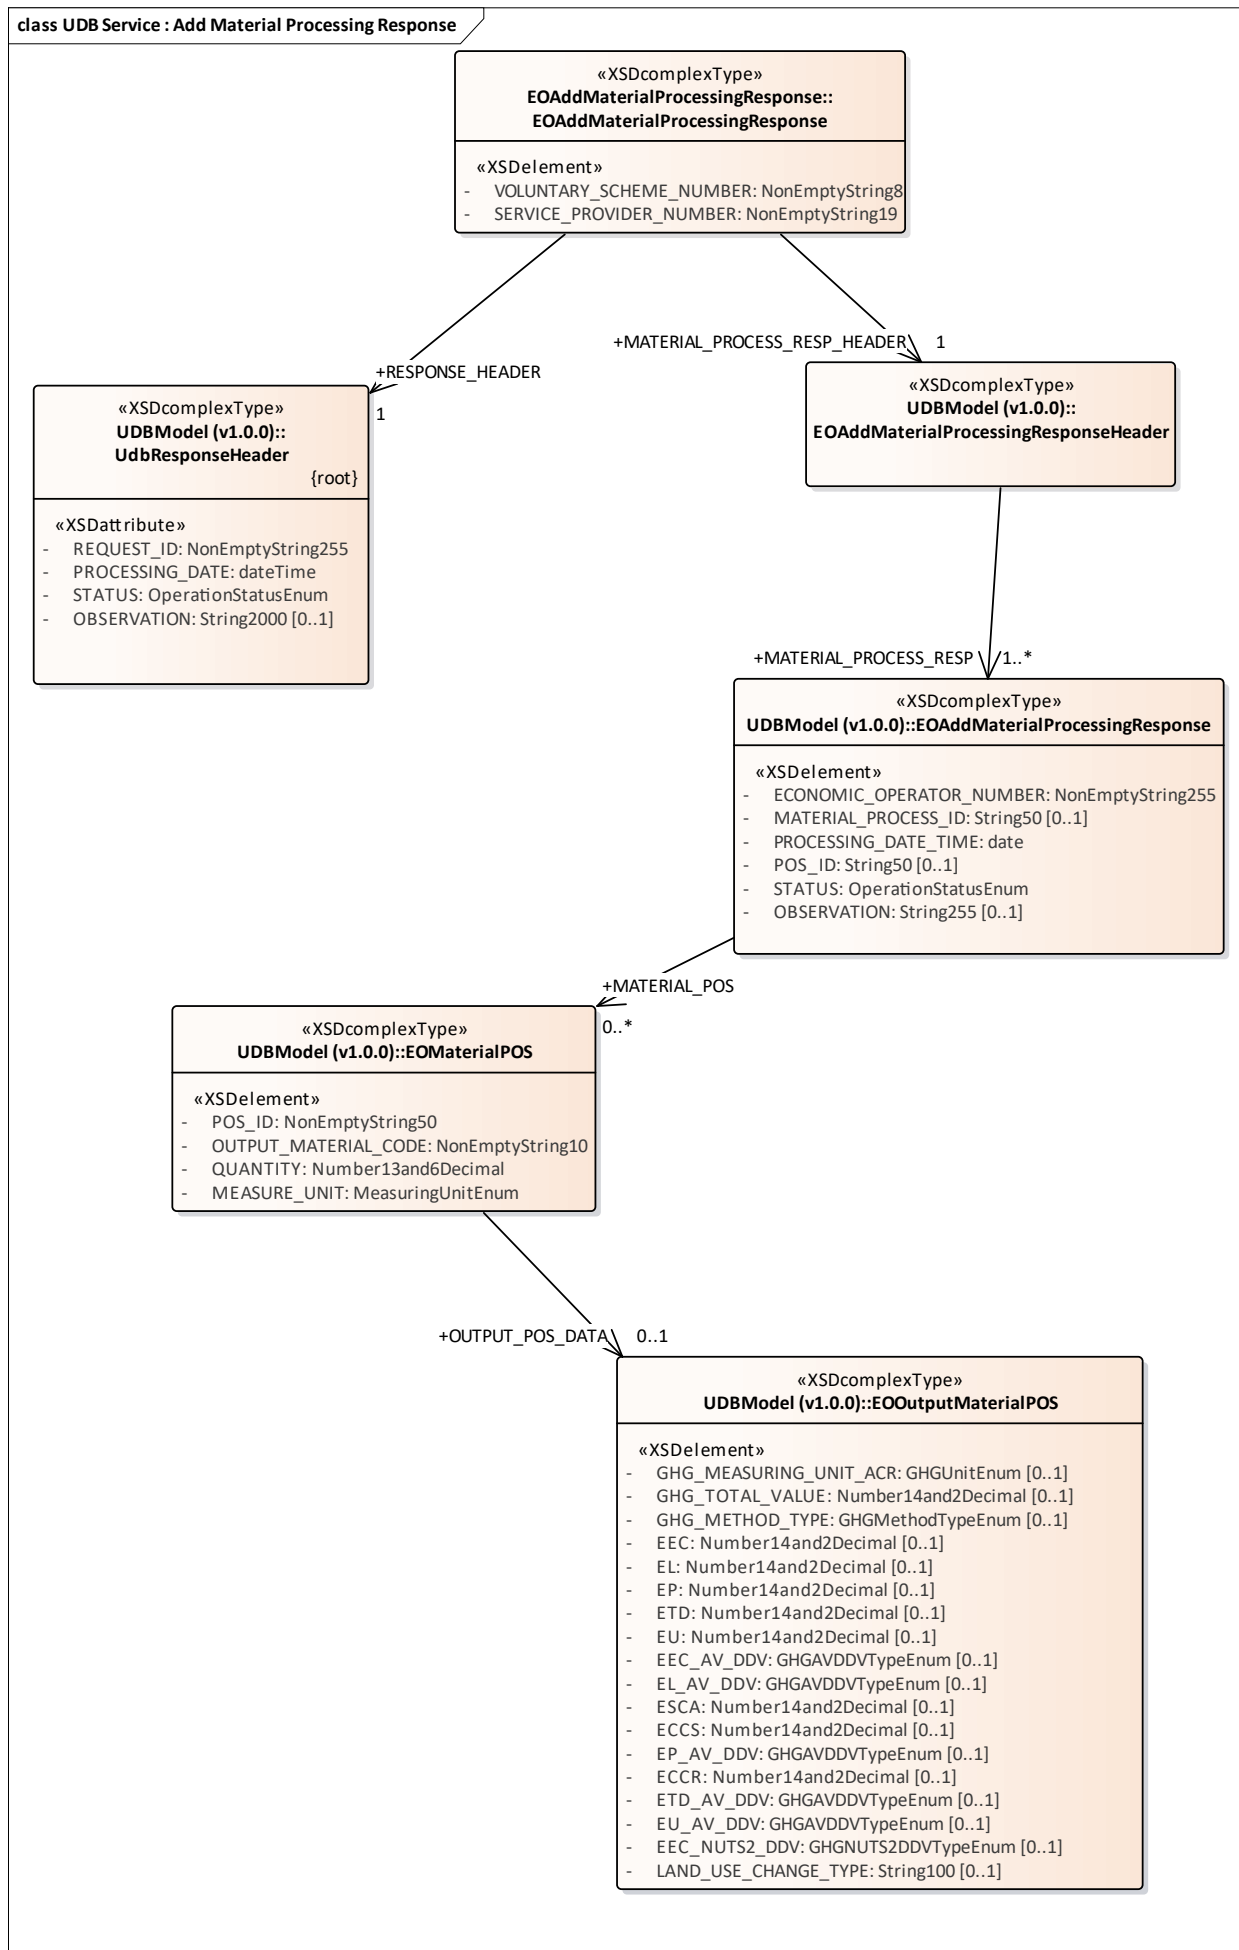 class UDB Service : Add Material Processing Response
«XSDcomplexType»
EOAddMaterialProcessingResponse::
EOAddMaterialProcessingResponse
«XSDelement»
- VOLUNTARY_SCHEME_NUMBER: NonEmptyString8
- SERVICE_PROVIDER_NUMBER: NonEmptyString19
+MATERIAL_PROCESS_RESP_HEADER 1
+RESPONSE_HEADER
1
«XSDcomplexType»
UDBModel (v1.0.0)::
EOAddMaterialProcessingResponseHeader
«XSDcomplexType»
UDBModel (v1.0.0)::
UdbResponseHeader
{root}
«XSDattribute»
- REQUEST_ID: NonEmptyString255
- PROCESSING_DATE: dateTime
- STATUS: OperationStatusEnum
- OBSERVATION: String2000 [0..1]
+MATERIAL_PROCESS_RESP 1..*
«XSDcomplexType»
UDBModel (v1.0.0)::EOAddMaterialProcessingResponse
«XSDelement»
- ECONOMIC_OPERATOR_NUMBER: NonEmptyString255
- MATERIAL_PROCESS_ID: String50 [0..1]
- PROCESSING_DATE_TIME: date
- POS_ID: String50 [0..1]
- STATUS: OperationStatusEnum
- OBSERVATION: String255 [0..1]
+MATERIAL_POS
0..*
«XSDcomplexType»
UDBModel (v1.0.0)::EOMaterialPOS
«XSDelement»
- POS_ID: NonEmptyString50
- OUTPUT_MATERIAL_CODE: NonEmptyString10
- QUANTITY: Number13and6Decimal
- MEASURE_UNIT: MeasuringUnitEnum
+OUTPUT_POS_DATA 0..1
«XSDcomplexType»
UDBModel (v1.0.0)::EOOutputMaterialPOS
«XSDelement»
- GHG_MEASURING_UNIT_ACR: GHGUnitEnum [0..1]
- GHG_TOTAL_VALUE: Number14and2Decimal [0..1]
- GHG_METHOD_TYPE: GHGMethodTypeEnum [0..1]
- EEC: Number14and2Decimal [0..1]
- EL: Number14and2Decimal [0..1]
- EP: Number14and2Decimal [0..1]
- ETD: Number14and2Decimal [0..1]
- EU: Number14and2Decimal [0..1]
- EEC_AV_DDV: GHGAVDDVTypeEnum [0..1]
- EL_AV_DDV: GHGAVDDVTypeEnum [0..1]
- ESCA: Number14and2Decimal [0..1]
- ECCS: Number14and2Decimal [0..1]
- EP_AV_DDV: GHGAVDDVTypeEnum [0..1]
- ECCR: Number14and2Decimal [0..1]
- ETD_AV_DDV: GHGAVDDVTypeEnum [0..1]
- EU_AV_DDV: GHGAVDDVTypeEnum [0..1]
- EEC_NUTS2_DDV: GHGNUTS2DDVTypeEnum [0..1]
- LAND_USE_CHANGE_TYPE: String100 [0..1]